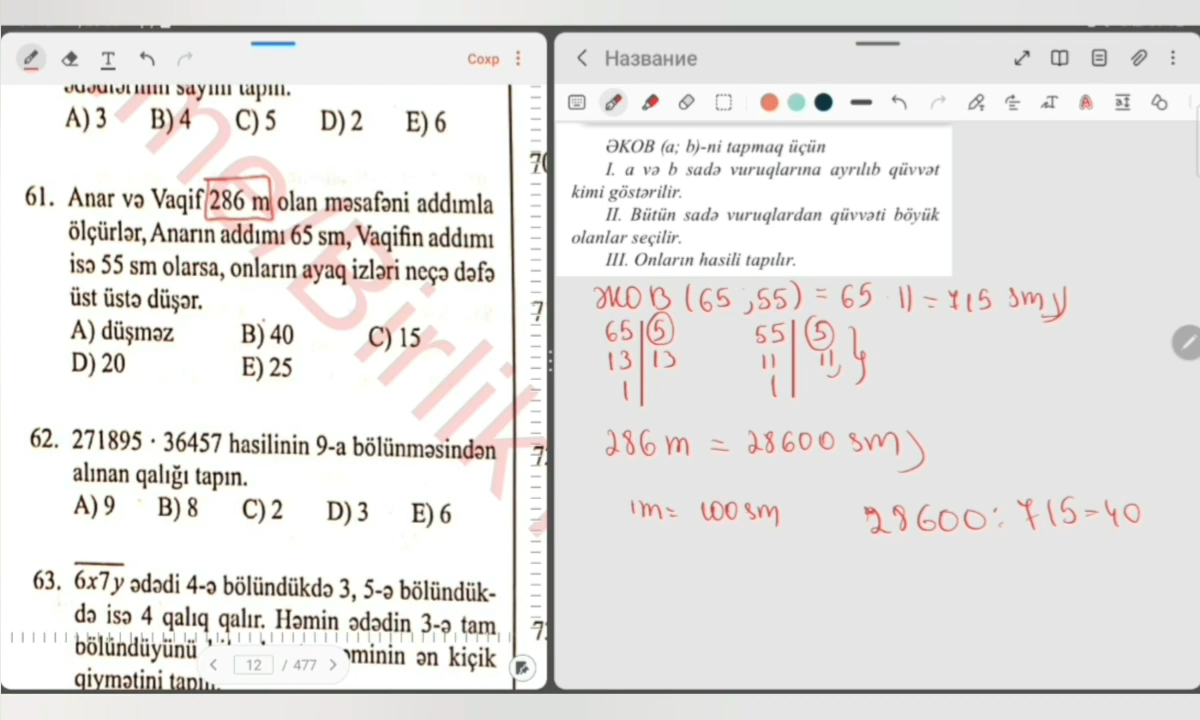 Сохр
Название
sayını tapın.
A) 3 B) 4 C) 5 D) 2 E) 6
61. Anar və Vaqif 286 m olan məsafəni addımla
ölçürlər, Anarın addımı 65 sm, Vaqifin addımı
isə 55 sm olarsa, onların ayaq izləri neçə dəfə
üst üstə düşər.
A) düşməz B) 40 C) 15
D) 20 E) 25
62. 271895 · 36457 hasilinin 9-a bölünməsindən
alınan qalığı tapın.
A) 9 B) 8 C) 2 D) 3 E) 6
63. 6x7y ədədi 4-ə bölündükdə 3, 5-ə bölündük-
də isə 4 qalıq qalır. Həmin ədədin 3-ə tam
bölündüyünü minin ən kiçik
qiymətini tapın.
12 / 477
ƏKOB (a; b)-ni tapmaq üçün
I. a və b sadə vuruqlarına ayrılıb qüvvət
kimi göstərilir.
II. Bütün sadə vuruqlardan qüvvəti böyük
olanlar seçilir.
III. Onların hasili tapılır.
ƏKOB (65 ; 55) = 65 · 11 = 715 sm
65 5 55 5
13 13 11 11
1 1
286 m = 28600 sm
1m = 100 sm 28600 : 715 = 40